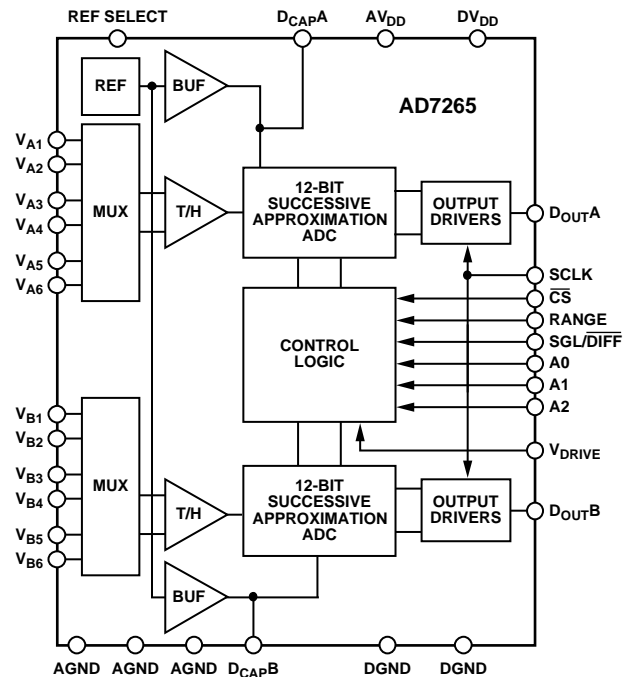 REF SELECT
DCAPA
AVDD
DVDD
REF
BUF
AD7265
VA1
VA2
VA3
VA4
VA5
VA6
MUX
T/H
12-BIT
SUCCESSIVE
APPROXIMATION
ADC
OUTPUT
DRIVERS
DOUTA
SCLK
CS
RANGE
SGL/DIFF
A0
A1
A2
VDRIVE
CONTROL
LOGIC
VB1
VB2
VB3
VB4
VB5
VB6
MUX
T/H
12-BIT
SUCCESSIVE
APPROXIMATION
ADC
OUTPUT
DRIVERS
DOUTB
BUF
AGND
AGND
AGND
DCAPB
DGND
DGND